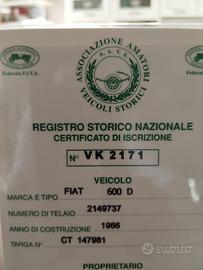 ASSOCIAZIONE AMATORI
A.A.V.S.
VEICOLI STORICI
Federata F.I.V.A.
Federata F.I.V.A.
REGISTRO STORICO NAZIONALE
CERTIFICATO DI ISCRIZIONE
N° VK 2171
VEICOLO
MARCA E TIPO FIAT 600 D
NUMERO DI TELAIO 2149737
ANNO DI COSTRUZIONE 1966
TARGA N° CT 147981
PROPRIETARIO
subito